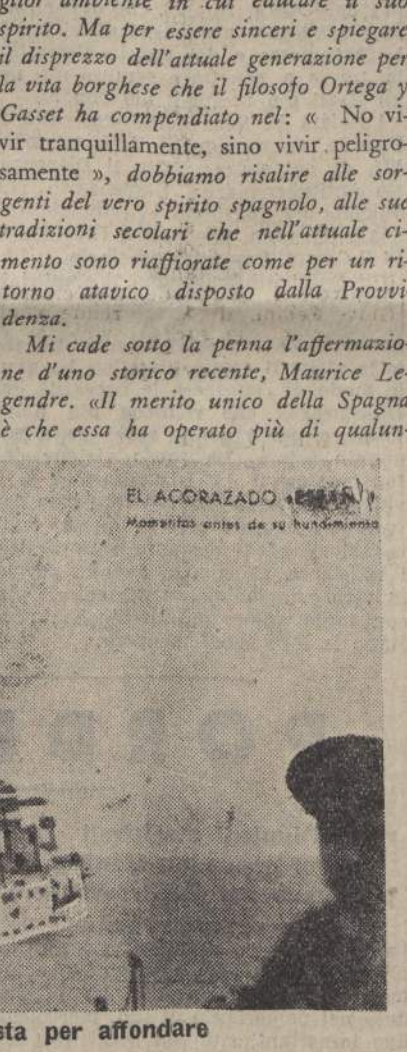 glior ambiente in cui educare il suo
spirito. Ma per essere sinceri e spiegare
il disprezzo dell'attuale generazione per
la vita borghese che il filosofo Ortega y
Gasset ha compendiato nel: « No vi-
vir tranquillamente, sino vivir peligro-
samente », dobbiamo risalire alle sor-
genti del vero spirito spagnolo, alle sue
tradizioni secolari che nell'attuale ci-
mento sono riaffiorate come per un ri-
torno atavico disposto dalla Provvi
denza.
Mi cade sotto la penna l'affermazio-
ne d'uno storico recente, Maurice Le-
gendre. «Il merito unico della Spagna
è che essa ha operato più di qualun-
EL ACORAZADO
Momentos antes de su hundimiento
sta per affondare